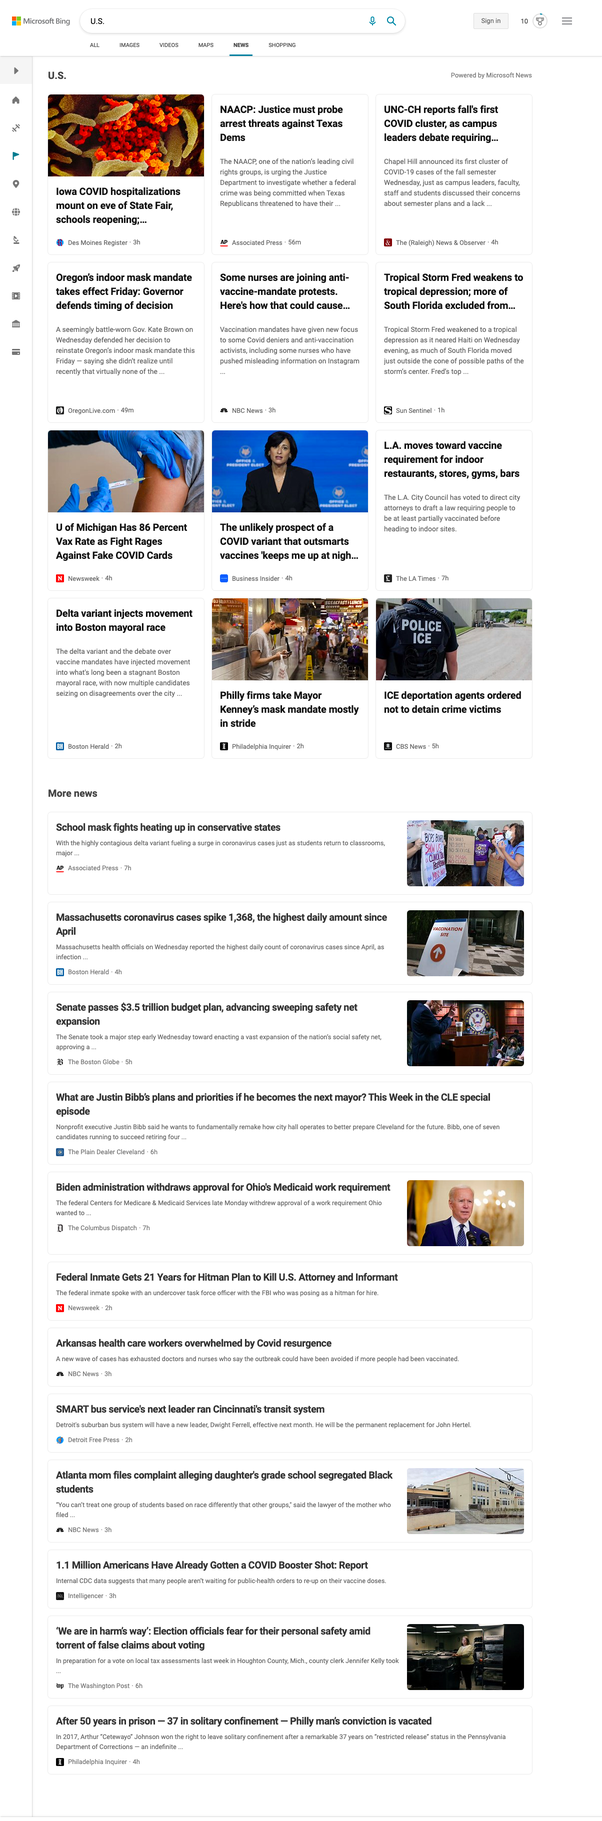 Microsoft Bing
U.S.
Sign in
10
ALL IMAGES VIDEOS MAPS NEWS SHOPPING
U.S.
Powered by Microsoft News
Iowa COVID hospitalizations
mount on eve of State Fair,
schools reopening;...
Des Moines Register · 3h
NAACP: Justice must probe
arrest threats against Texas
Dems
The NAACP, one of the nation's leading civil
rights groups, is urging the Justice
Department to investigate whether a federal
crime was being committed when Texas
Republicans threatened to have their ...
AP Associated Press · 56m
UNC-CH reports fall's first
COVID cluster, as campus
leaders debate requiring...
Chapel Hill announced its first cluster of
COVID-19 cases of the fall semester
Wednesday, just as campus leaders, faculty,
staff and students discussed their concerns
about semester plans and a lack ...
The (Raleigh) News & Observer · 4h
Oregon's indoor mask mandate
takes effect Friday: Governor
defends timing of decision
A seemingly battle-worn Gov. Kate Brown on
Wednesday defended her decision to
reinstate Oregon's indoor mask mandate this
Friday — saying she didn't realize until
recently that virtually none of the ...
OregonLive.com · 49m
Some nurses are joining anti-
vaccine-mandate protests.
Here's how that could cause...
Vaccination mandates have given new focus
to some Covid deniers and anti-vaccination
activists, including some nurses who have
pushed misleading information on Instagram
...
NBC News · 3h
Tropical Storm Fred weakens to
tropical depression; more of
South Florida excluded from...
Tropical Storm Fred weakened to a tropical
depression as it neared Haiti on Wednesday
evening, as much of South Florida moved
just outside the cone of possible paths of the
storm's center. Fred's top ...
Sun Sentinel · 1h
U of Michigan Has 86 Percent
Vax Rate as Fight Rages
Against Fake COVID Cards
N Newsweek · 4h
OFFICE
PRESIDENT ELECT
The unlikely prospect of a
COVID variant that outsmarts
vaccines 'keeps me up at nigh...
Business Insider · 4h
L.A. moves toward vaccine
requirement for indoor
restaurants, stores, gyms, bars
The L.A. City Council has voted to direct city
attorneys to draft a law requiring people to
be at least partially vaccinated before
heading to indoor sites.
The LA Times · 7h
Delta variant injects movement
into Boston mayoral race
The delta variant and the debate over
vaccine mandates have injected movement
into what's long been a stagnant Boston
mayoral race, with now multiple candidates
seizing on disagreements over the city ...
Boston Herald · 2h
Philly firms take Mayor
Kenney's mask mandate mostly
in stride
Philadelphia Inquirer · 2h
POLICE
ICE
ICE deportation agents ordered
not to detain crime victims
CBS News · 5h
More news
School mask fights heating up in conservative states
With the highly contagious delta variant fueling a surge in coronavirus cases just as students return to classrooms,
major ...
AP Associated Press · 7h
Massachusetts coronavirus cases spike 1,368, the highest daily amount since
April
Massachusetts health officials on Wednesday reported the highest daily count of coronavirus cases since April, as
infection ...
Boston Herald · 4h
VACCINATION
SITE
Senate passes $3.5 trillion budget plan, advancing sweeping safety net
expansion
The Senate took a major step early Wednesday toward enacting a vast expansion of the nation's social safety net,
approving a ...
B The Boston Globe · 5h
What are Justin Bibb's plans and priorities if he becomes the next mayor? This Week in the CLE special
episode
Nonprofit executive Justin Bibb said he wants to fundamentally remake how city hall operates to better prepare Cleveland for the future. Bibb, one of seven
candidates running to succeed retiring four ...
The Plain Dealer Cleveland · 6h
Biden administration withdraws approval for Ohio's Medicaid work requirement
The federal Centers for Medicare & Medicaid Services late Monday withdrew approval of a work requirement Ohio
wanted to ...
The Columbus Dispatch · 7h
Federal Inmate Gets 21 Years for Hitman Plan to Kill U.S. Attorney and Informant
The federal inmate spoke with an undercover task force officer with the FBI who was posing as a hitman for hire.
N Newsweek · 2h
Arkansas health care workers overwhelmed by Covid resurgence
A new wave of cases has exhausted doctors and nurses who say the outbreak could have been avoided if more people had been vaccinated.
NBC News · 3h
SMART bus service's next leader ran Cincinnati's transit system
Detroit's suburban bus system will have a new leader, Dwight Ferrell, effective next month. He will be the permanent replacement for John Hertel.
Detroit Free Press · 2h
Atlanta mom files complaint alleging daughter's grade school segregated Black
students
"You can't treat one group of students based on race differently that other groups," said the lawyer of the mother who
filed ...
NBC News · 3h
1.1 Million Americans Have Already Gotten a COVID Booster Shot: Report
Internal CDC data suggests that many people aren't waiting for public-health orders to re-up on their vaccine doses.
Intelligencer · 3h
'We are in harm's way': Election officials fear for their personal safety amid
torrent of false claims about voting
In preparation for a vote on local tax assessments last week in Houghton County, Mich., county clerk Jennifer Kelly took
...
wp The Washington Post · 6h
After 50 years in prison — 37 in solitary confinement — Philly man's conviction is vacated
In 2017, Arthur "Cetewayo" Johnson won the right to leave solitary confinement after a remarkable 37 years on "restricted release" status in the Pennsylvania
Department of Corrections — an indefinite ...
Philadelphia Inquirer · 4h